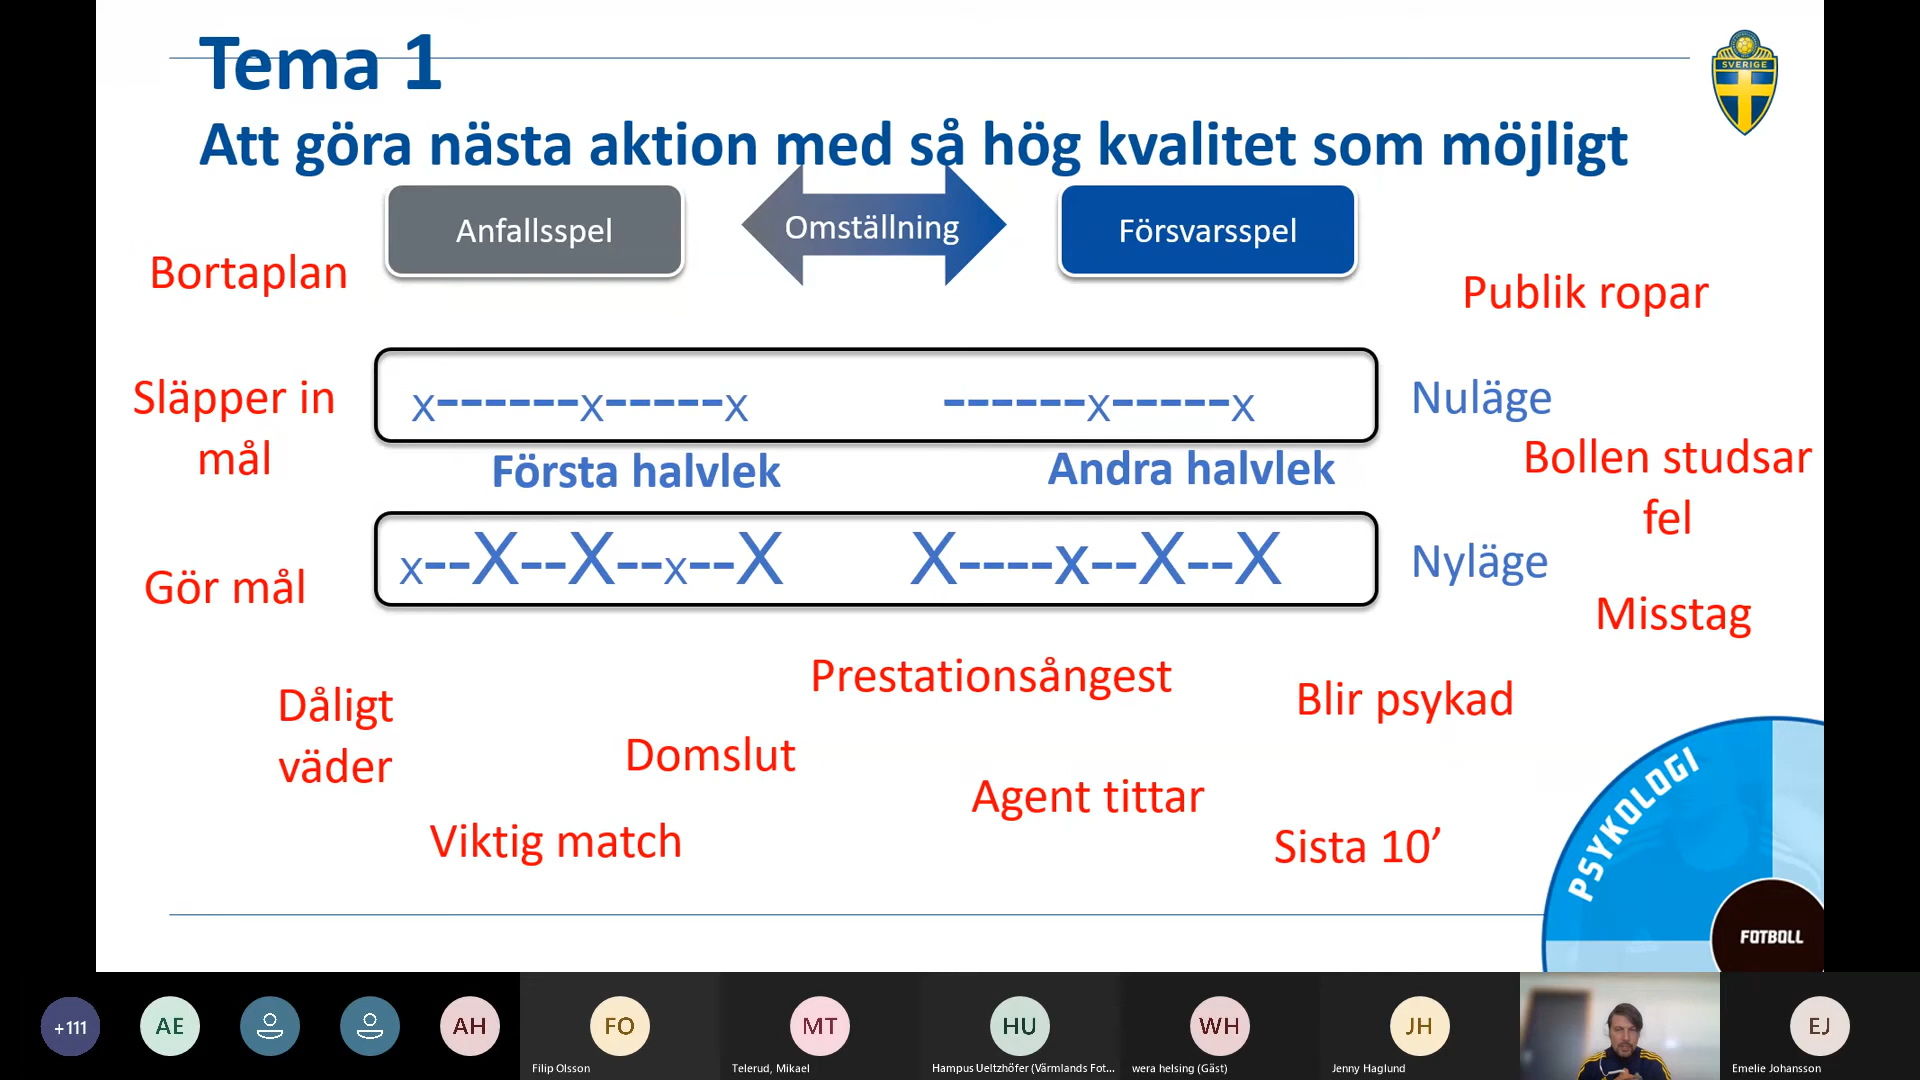 Tema 1
Att göra nästa aktion med så hög kvalitet som möjligt
SVERIGE
Anfallsspel
Omställning
Försvarsspel
Bortaplan
Publik ropar
Släpper in
mål
x------x-----x ------x-----x
Nuläge
Första halvlek
Andra halvlek
Bollen studsar
fel
x--X--X--x--X X----x--X--X
Nyläge
Gör mål
Misstag
Prestationsångest
Dåligt
väder
Blir psykad
Domslut
Agent tittar
Viktig match
Sista 10’
PSYKOLOGI
FOTBOLL
+111
AE
AH
FO
MT
HU
WH
JH
EJ
Filip Olsson
Telerud, Mikael
Hampus Ueltzhöfer (Värmlands Fot...
wera helsing (Gäst)
Jenny Haglund
Emelie Johansson